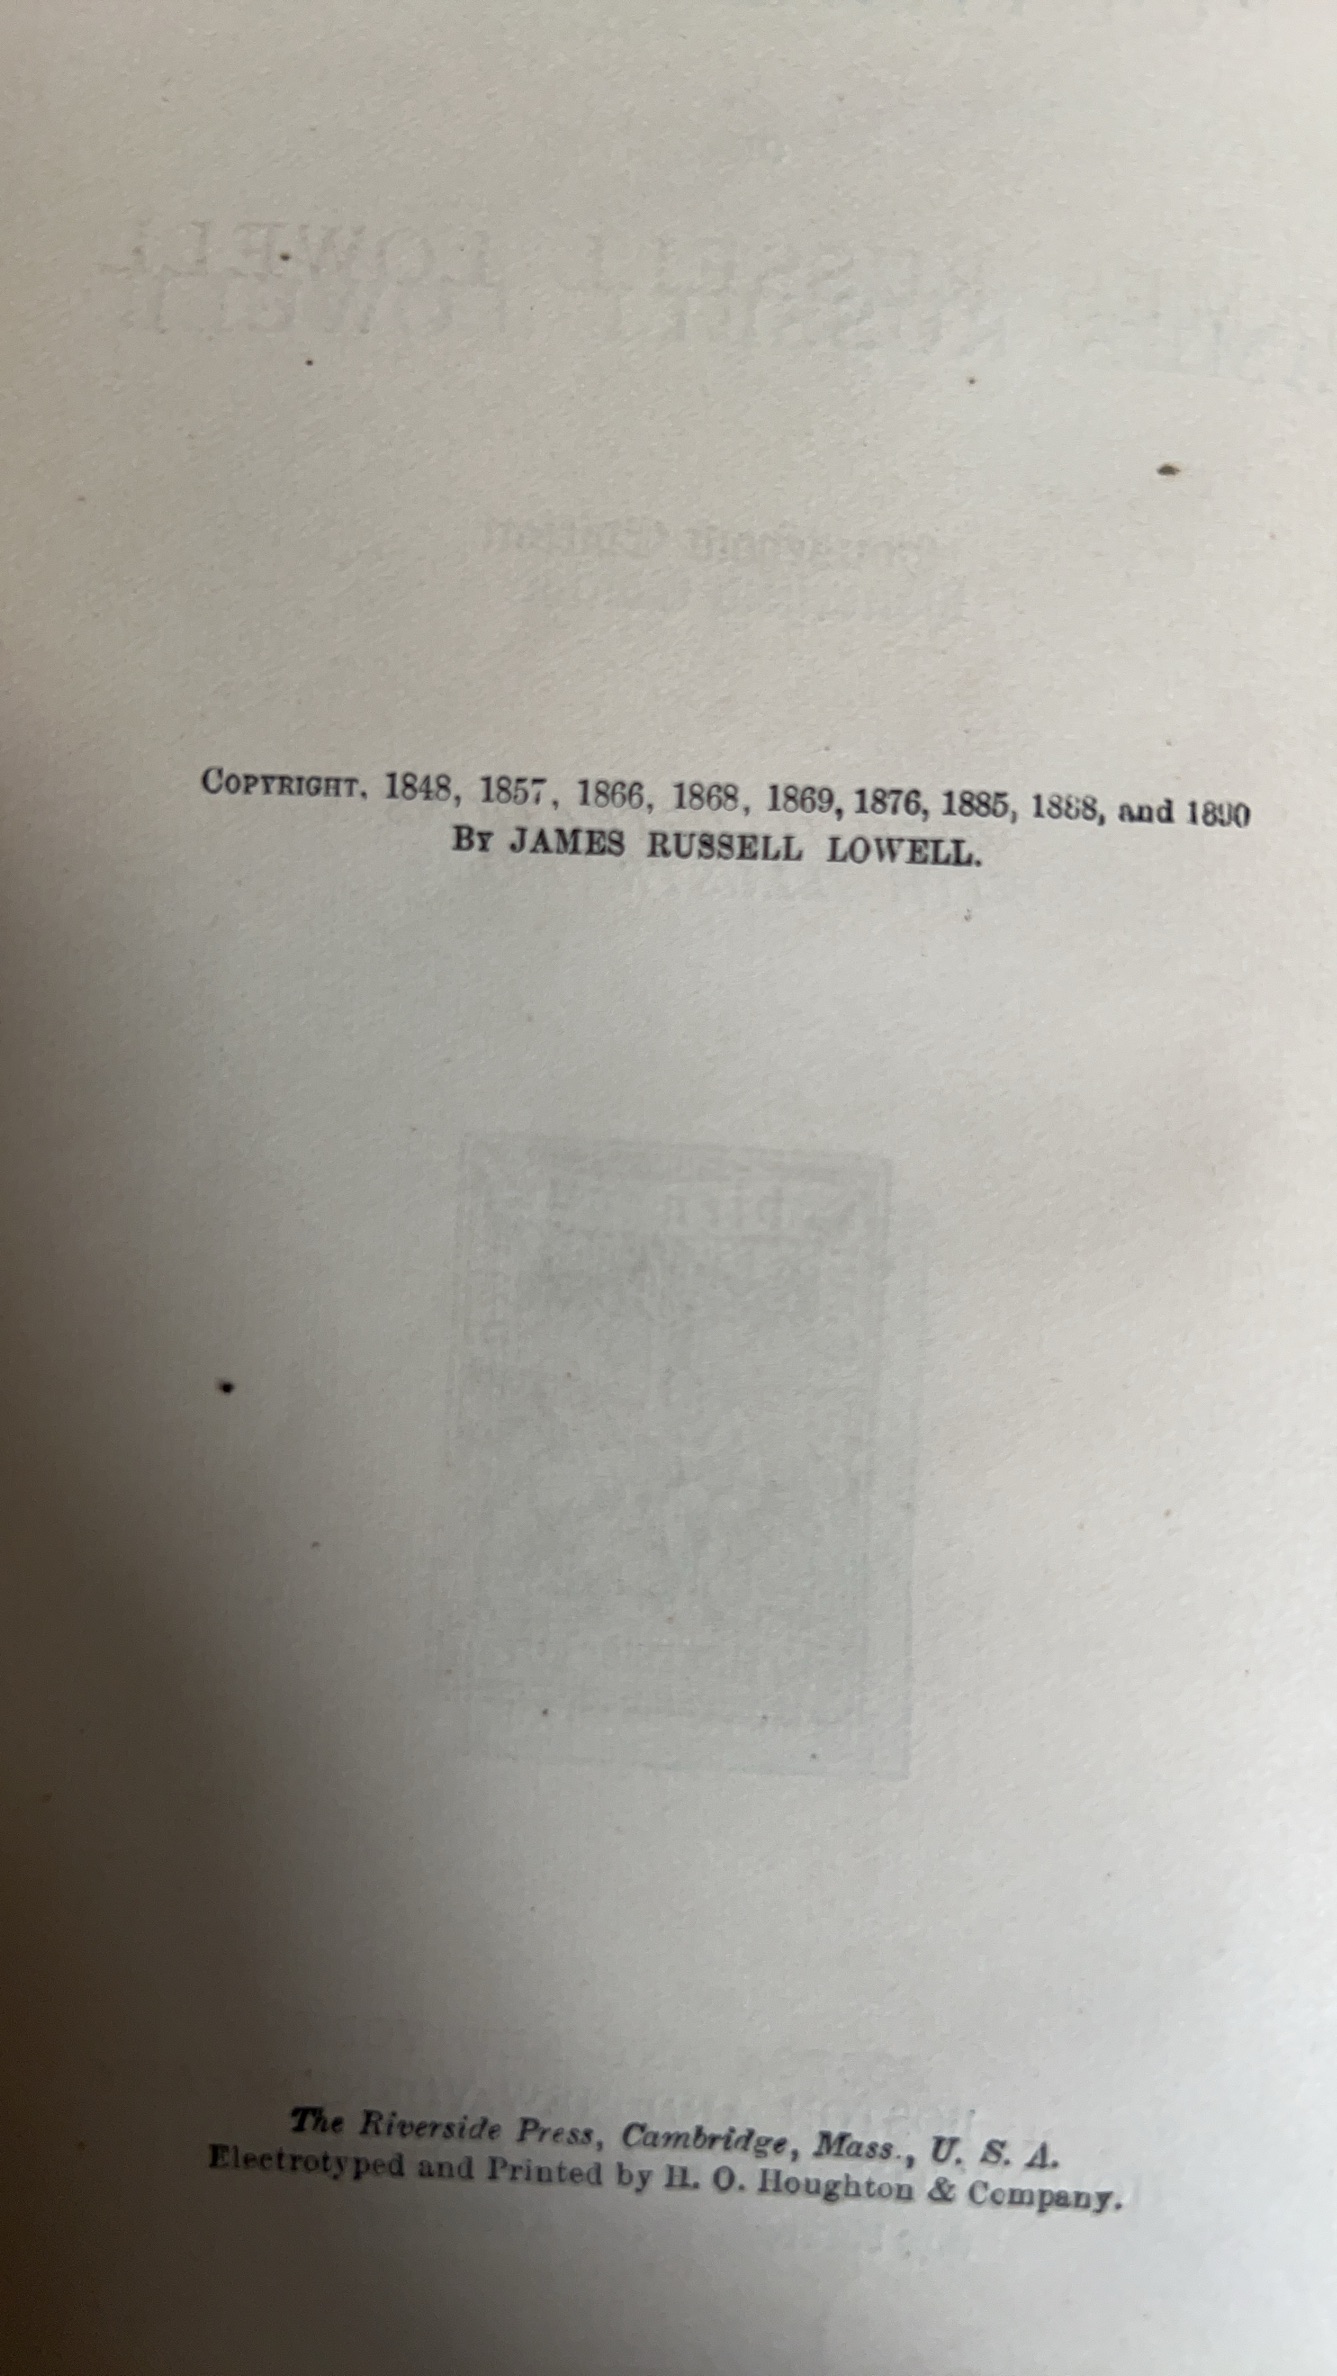 COPYRIGHT, 1848, 1857, 1866, 1868, 1869, 1876, 1885, 1888, and 1890
BY JAMES RUSSELL LOWELL.
The Riverside Press, Cambridge, Mass., U. S. A.
Electrotyped and Printed by H. O. Houghton & Company.